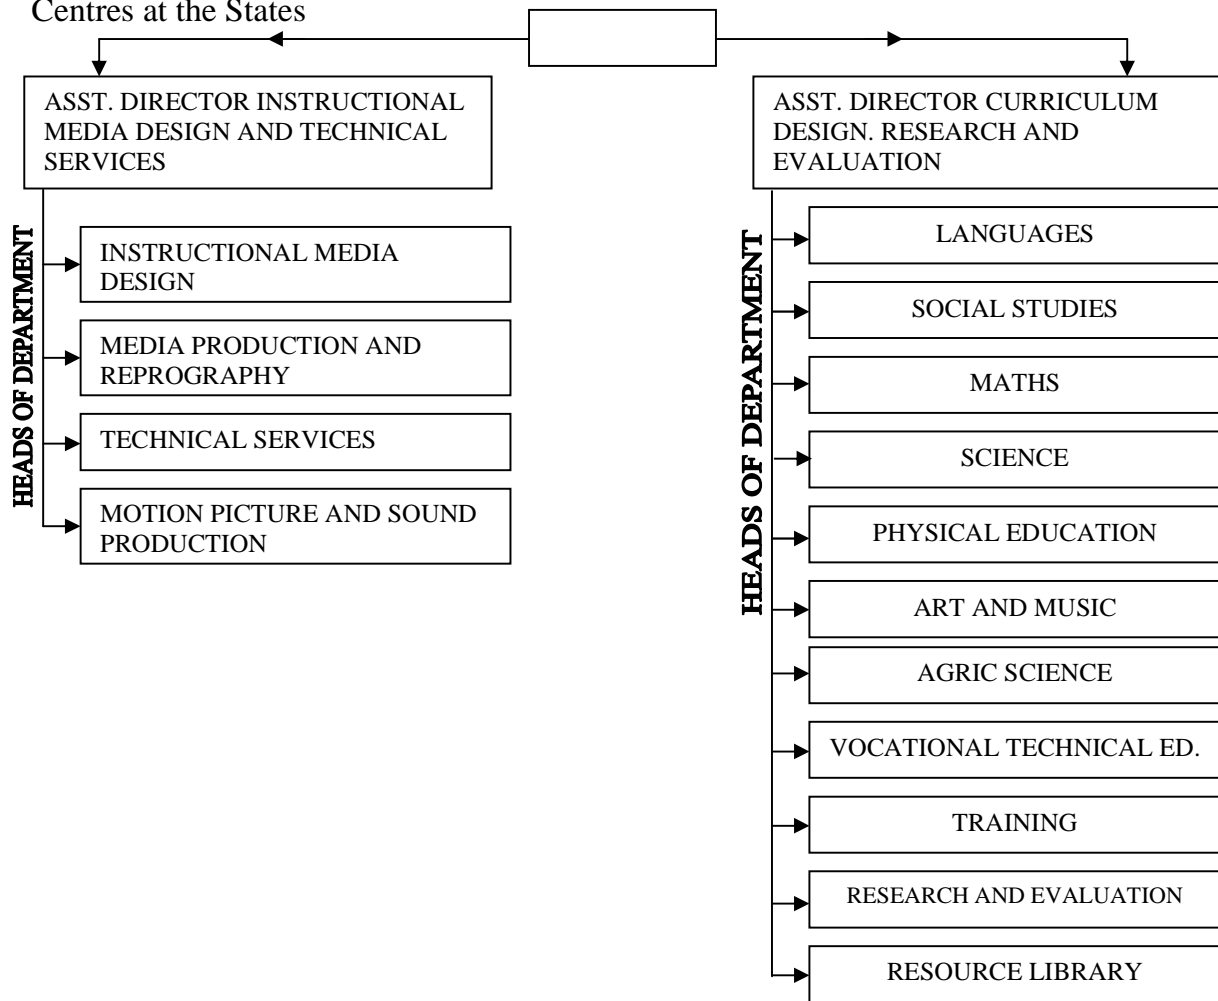 Centres at the States
ASST. DIRECTOR INSTRUCTIONAL
MEDIA DESIGN AND TECHNICAL
SERVICES
HEADS OF DEPARTMENT
INSTRUCTIONAL MEDIA
DESIGN
MEDIA PRODUCTION AND
REPROGRAPHY
TECHNICAL SERVICES
MOTION PICTURE AND SOUND
PRODUCTION
ASST. DIRECTOR CURRICULUM
DESIGN. RESEARCH AND
EVALUATION
HEADS OF DEPARTMENT
LANGUAGES
SOCIAL STUDIES
MATHS
SCIENCE
PHYSICAL EDUCATION
ART AND MUSIC
AGRIC SCIENCE
VOCATIONAL TECHNICAL ED.
TRAINING
RESEARCH AND EVALUATION
RESOURCE LIBRARY